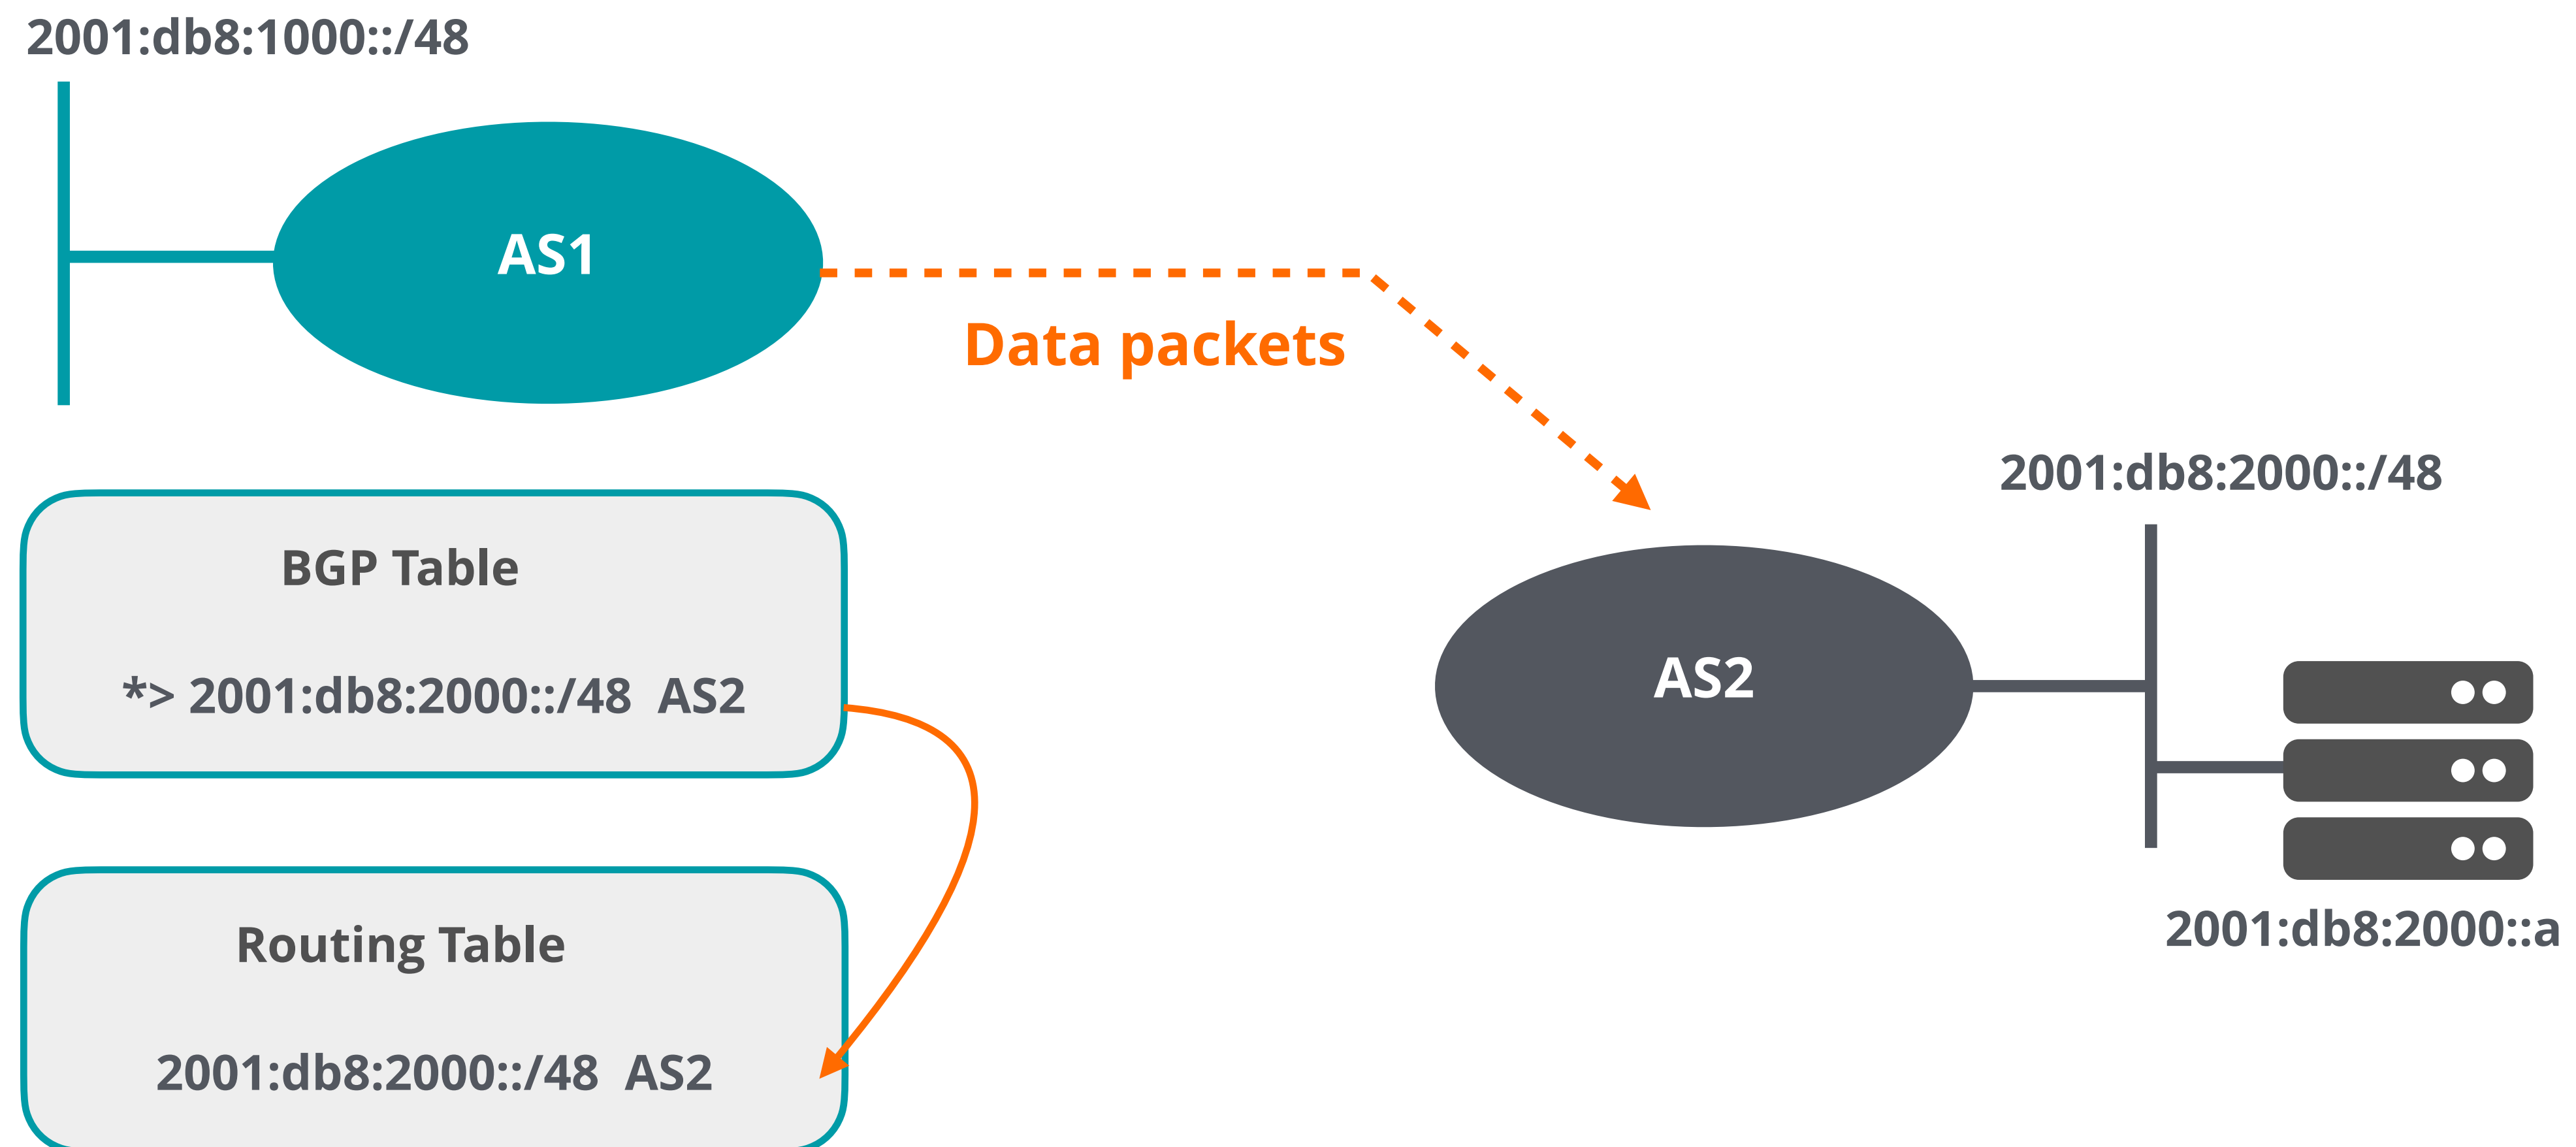 2001:db8:1000::/48
AS1
Data packets
2001:db8:2000::/48
BGP Table
*> 2001:db8:2000::/48 AS2
AS2
2001:db8:2000::a
Routing Table
2001:db8:2000::/48 AS2